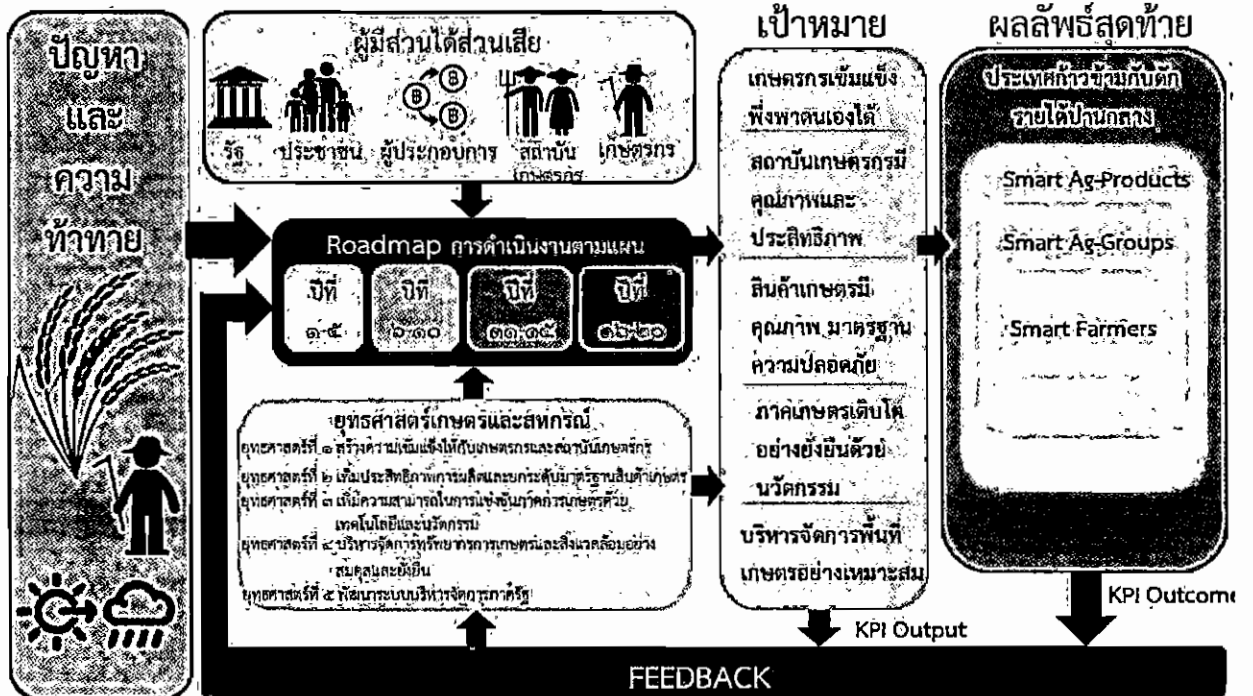 ปัญหา
และ
ความ
ท้าทาย
ผู้มีส่วนได้ส่วนเสีย
รัฐ
ประชาชน
ผู้ประกอบการ
สถาบัน
เกษตรกร
เกษตรกร
Roadmap การดำเนินงานตามแผน
ปีที่
๑-๕
ปีที่
๖-๑๐
ปีที่
๑๑-๑๕
ปีที่
๑๖-๒๐
ยุทธศาสตร์เกษตรและสหกรณ์
ยุทธศาสตร์ที่ ๑ สร้างความเข้มแข็งให้กับเกษตรกรและสถาบันเกษตรกร
ยุทธศาสตร์ที่ ๒ เพิ่มประสิทธิภาพการผลิตและยกระดับมาตรฐานสินค้าเกษตร
ยุทธศาสตร์ที่ ๓ เพิ่มความสามารถในการแข่งขันภาคการเกษตรด้วย
เทคโนโลยีและนวัตกรรม
ยุทธศาสตร์ที่ ๔ บริหารจัดการทรัพยากรการเกษตรและสิ่งแวดล้อมอย่าง
สมดุลและยั่งยืน
ยุทธศาสตร์ที่ ๕ พัฒนาระบบบริหารจัดการภาครัฐ
เป้าหมาย
เกษตรกรเข้มแข็ง
พึ่งพาตนเองได้
สถาบันเกษตรกรมี
คุณภาพและ
ประสิทธิภาพ
สินค้าเกษตรมี
คุณภาพ มาตรฐาน
ความปลอดภัย
ภาคเกษตรเติบโต
อย่างยั่งยืนด้วย
นวัตกรรม
บริหารจัดการพื้นที่
เกษตรอย่างเหมาะสม
ผลลัพธ์สุดท้าย
ประเทศก้าวข้ามกับดัก
รายได้ปานกลาง
Smart Ag-Products
Smart Ag-Groups
Smart Farmers
KPI Output
KPI Outcome
FEEDBACK